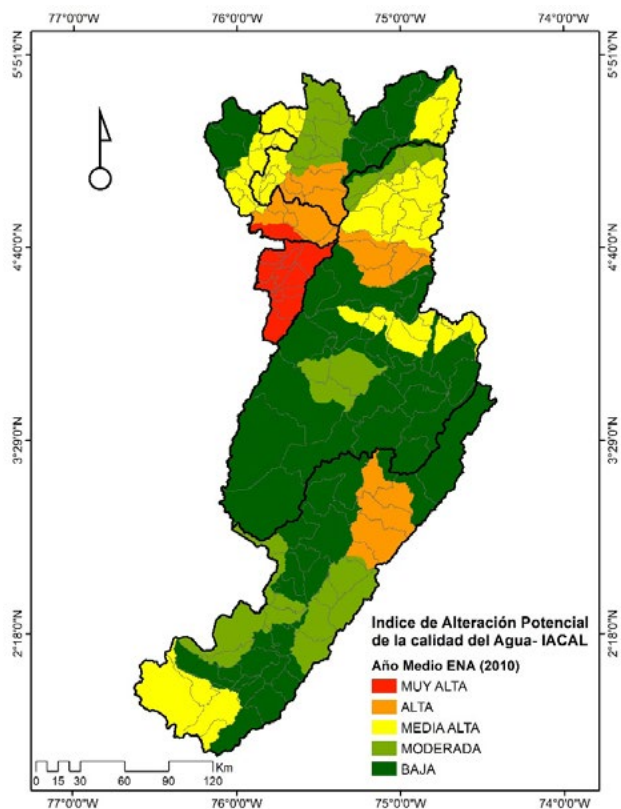 77°0'0"W 76°0'0"W 75°0'0"W 74°0'0"W
5°51'0"N 5°51'0"N
4°40'0"N 4°40'0"N
3°29'0"N 3°29'0"N
2°18'0"N 2°18'0"N
Indice de Alteración Potencial
de la calidad del Agua- IACAL
Año Medio ENA (2010)
MUY ALTA
ALTA
MEDIA ALTA
MODERADA
BAJA
Km
0 15 30 60 90 120
77°0'0"W 76°0'0"W 75°0'0"W 74°0'0"W